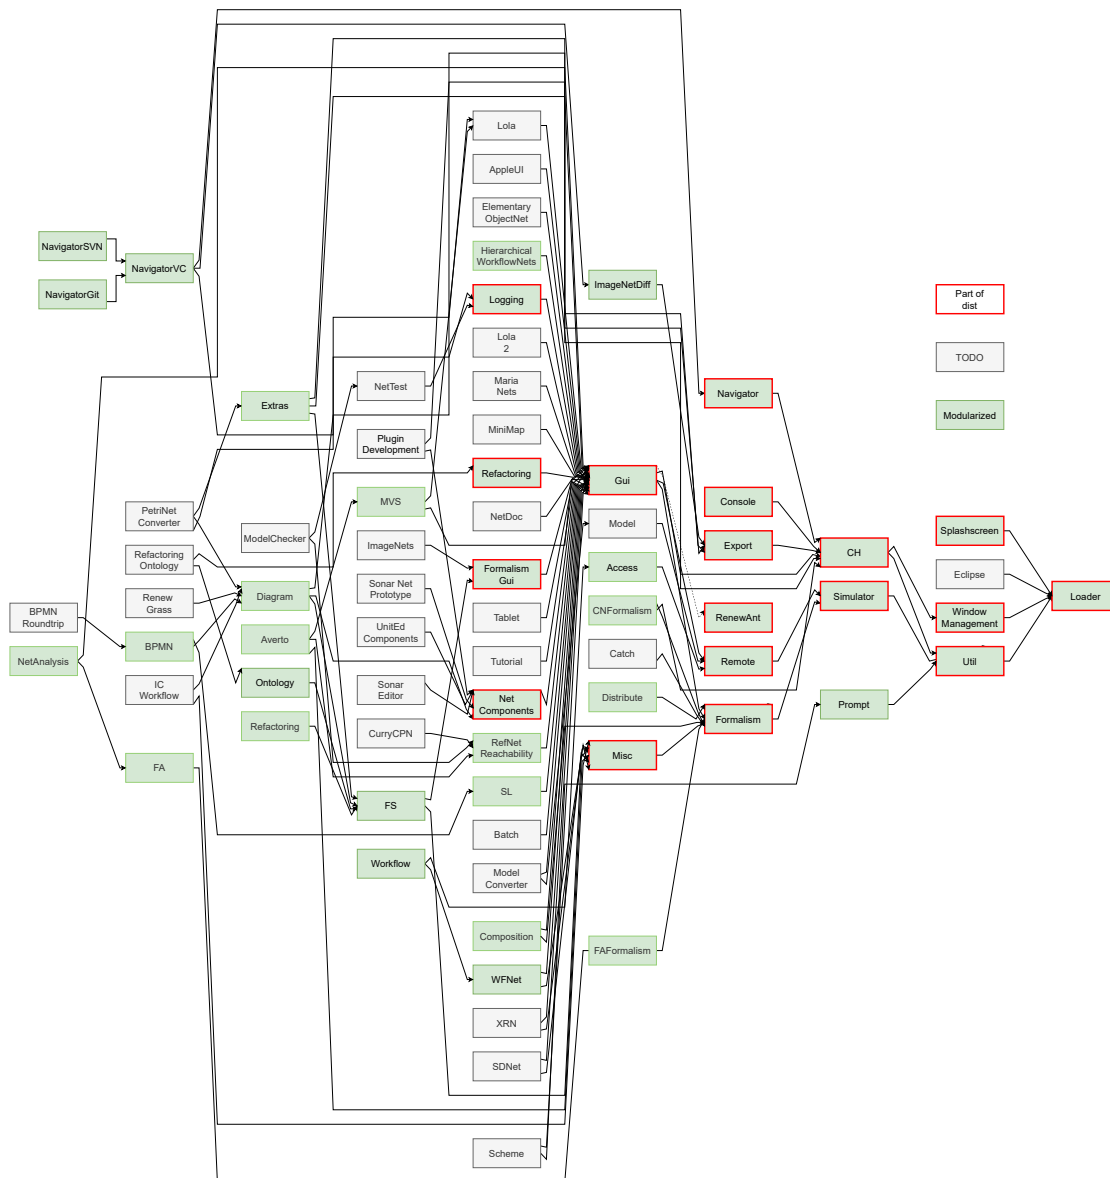 Lola
AppleUI
Elementary
ObjectNet
NavigatorSVN
Hierarchical
WorkflowNets
NavigatorVC
ImageNetDiff
NavigatorGit
Logging
Part of
dist
Lola
2
TODO
NetTest
Maria
Nets
Navigator
Extras
Modularized
Plugin
Development
MiniMap
Refactoring
Gui
MVS
Console
PetriNet
Converter
NetDoc
Model
Splashscreen
ModelChecker
ImageNets
Export
CH
Refactoring
Ontology
Formalism
Gui
Access
Eclipse
Sonar Net
Prototype
Renew
Grass
Diagram
Simulator
Loader
BPMN
Roundtrip
CNFormalism
RenewAnt
Window
Management
UnitEd
Components
Tablet
BPMN
Averto
NetAnalysis
Tutorial
Catch
Remote
Util
IC
Workflow
Ontology
Sonar
Editor
Net
Components
Distribute
Prompt
Formalism
Refactoring
CurryCPN
RefNet
Reachability
Misc
FA
SL
FS
Batch
Workflow
Model
Converter
Composition
FAFormalism
WFNet
XRN
SDNet
Scheme